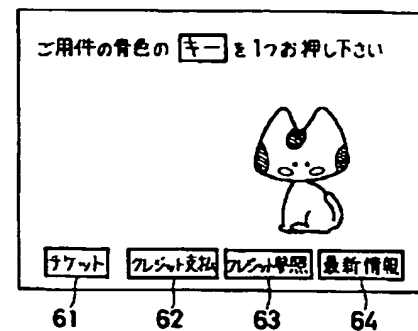 ご用件の青色の キー を1つお押し下さい
チケット クレジット支払 クレジット参照 最新情報
61 62 63 64